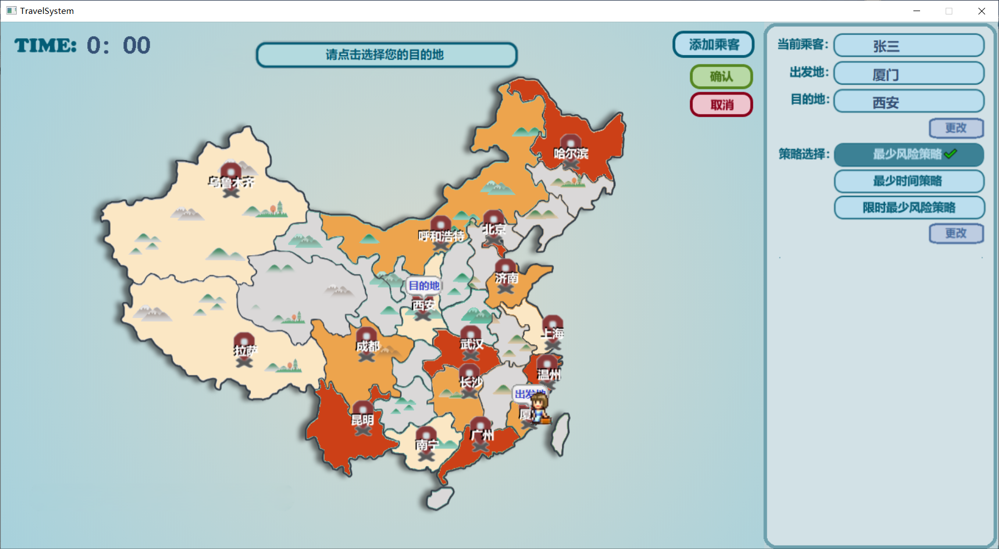 TravelSystem
TIME: 0: 00
请点击选择您的目的地
添加乘客
确认
取消
哈尔滨
乌鲁木齐
呼和浩特
北京
济南
目的地
西安
上海
成都
武汉
拉萨
温州
长沙
出发地
厦
昆明
广州
南宁
当前乘客: 张三
出发地: 厦门
目的地: 西安
更改
策略选择: 最少风险策略
最少时间策略
限时最少风险策略
更改